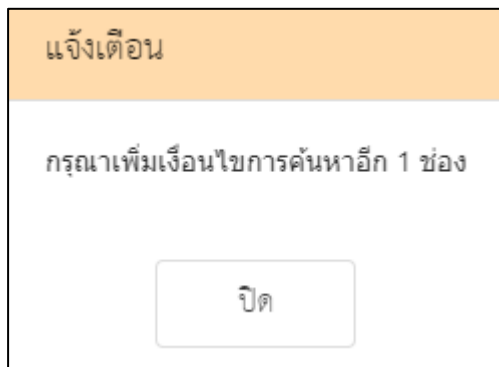 แจ้งเตือน
กรุณาเพิ่มเงื่อนไขการค้นหาอีก 1 ช่อง
ปิด